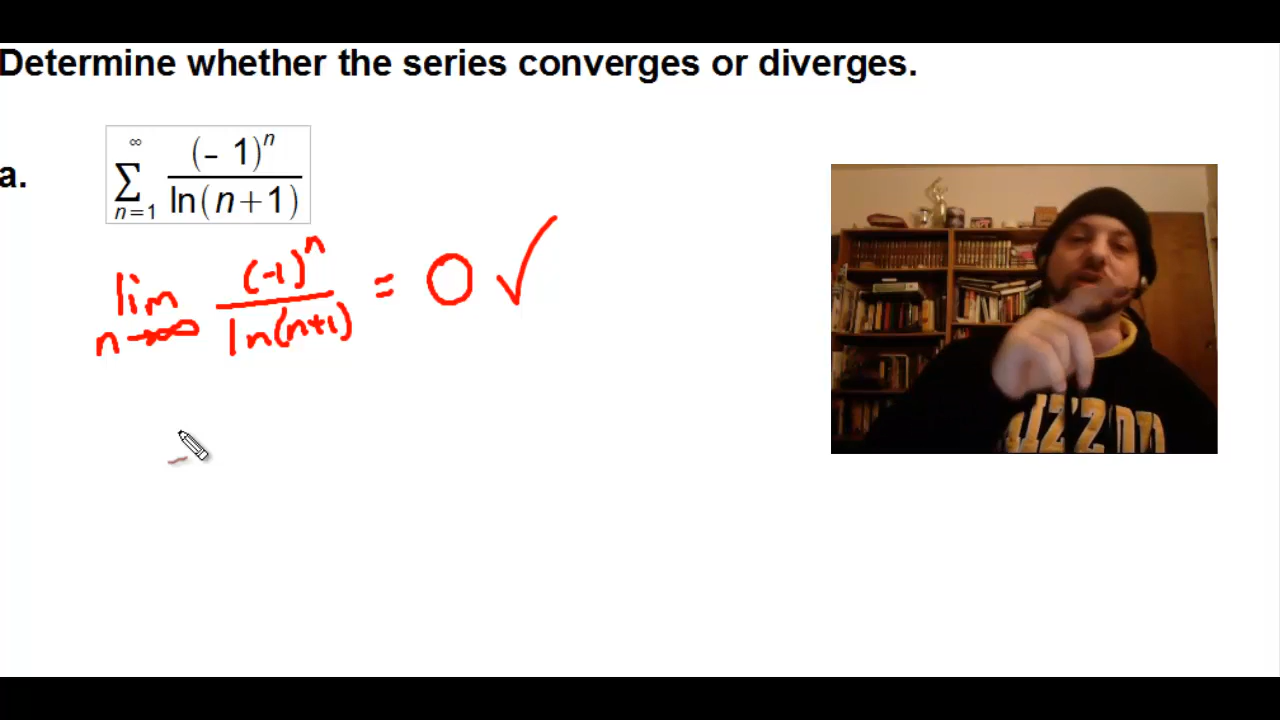 Determine whether the series converges or diverges.
a. ∞ ∑ n=1 (- 1)^n / ln(n+1)
lim n→∞ (-1)^n / ln(n+1) = 0 ✓